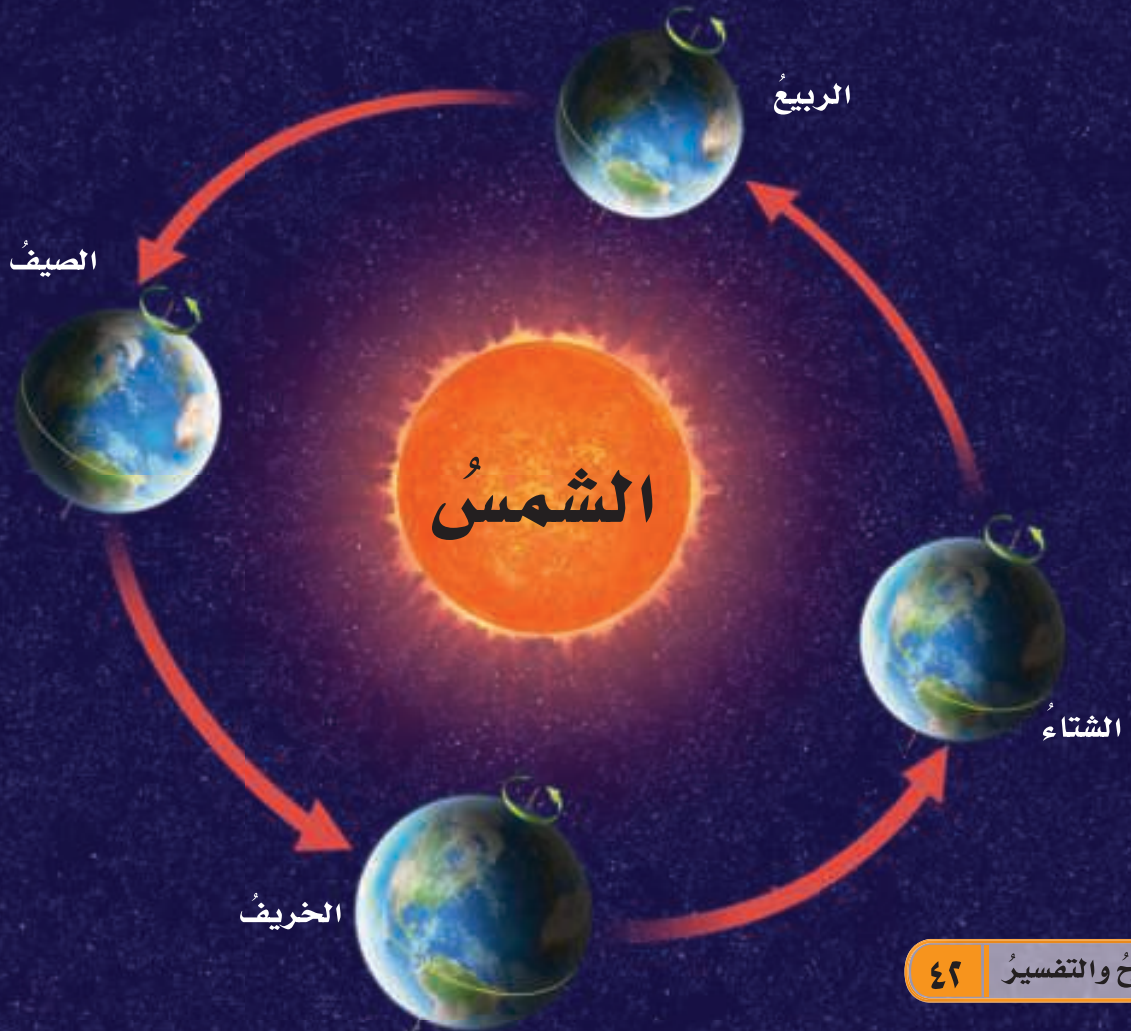 الربيعُ
الصيفُ
الشمسُ
الشتاءُ
الخريفُ
والتفسيرُ ٤٢